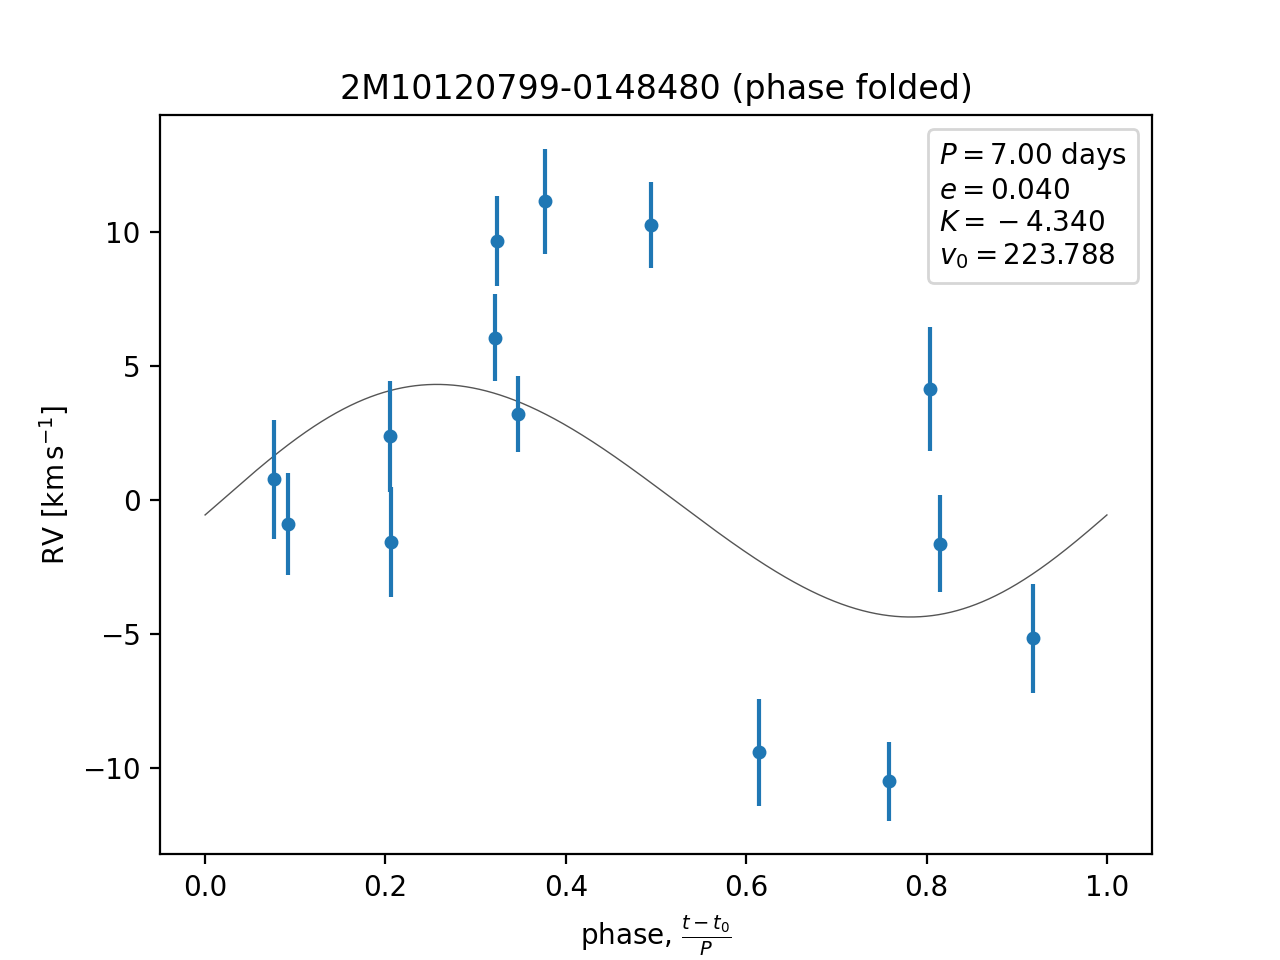 2M10120799-0148480 (phase folded)
P = 7.00 days
e = 0.040
K = −4.340
v₀ = 223.788
RV [km s⁻¹]
10
5
0
−5
−10
0.0 0.2 0.4 0.6 0.8 1.0
phase, (t − t₀)/P